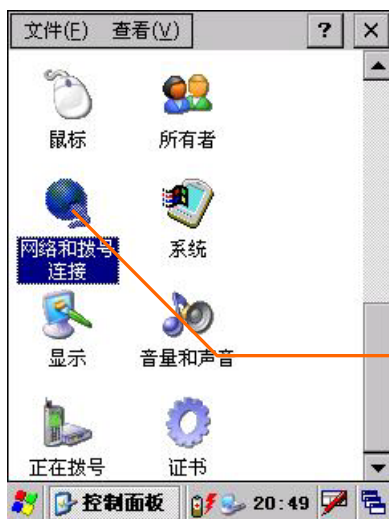 文件(F) 查看(V) ? ×
鼠标 所有者
网络和拨号
连接
系统
显示 音量和声音
正在拨号 证书
控制面板 20:49